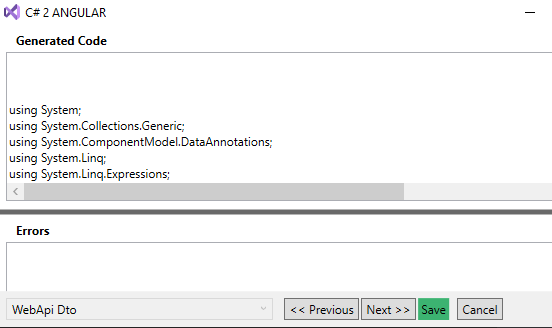 C# 2 ANGULAR
Generated Code
using System;
using System.Collections.Generic;
using System.ComponentModel.DataAnnotations;
using System.Linq;
using System.Linq.Expressions;
Errors
WebApi Dto
<< Previous
Next >>
Save
Cancel